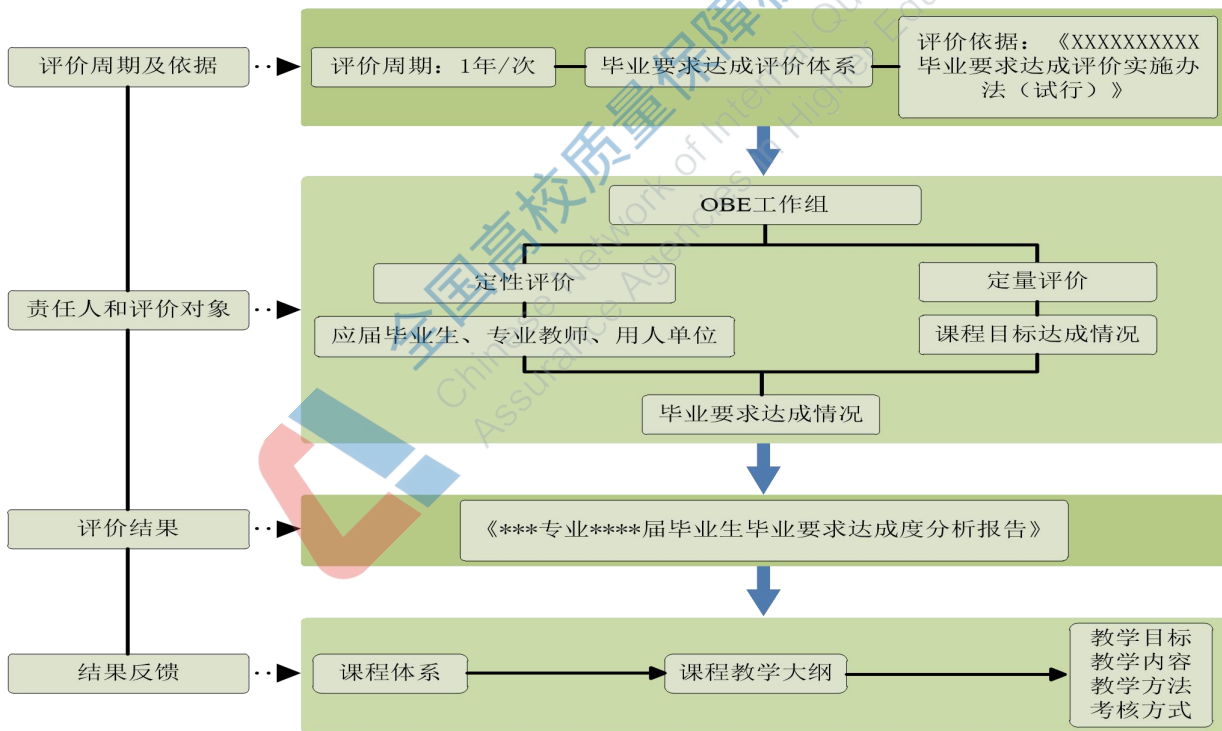 评价周期及依据
评价周期：1年/次
毕业要求达成评价体系
评价依据：《XXXXXXXXXX
毕业要求达成评价实施办
法（试行）》
OBE工作组
定性评价
定量评价
责任人和评价对象
应届毕业生、专业教师、用人单位
课程目标达成情况
毕业要求达成情况
评价结果
《***专业****届毕业生毕业要求达成度分析报告》
结果反馈
课程体系
课程教学大纲
教学目标
教学内容
教学方法
考核方式
全国高校质量保障
Chinese Network of Internal
Assurance Agencies in Higher